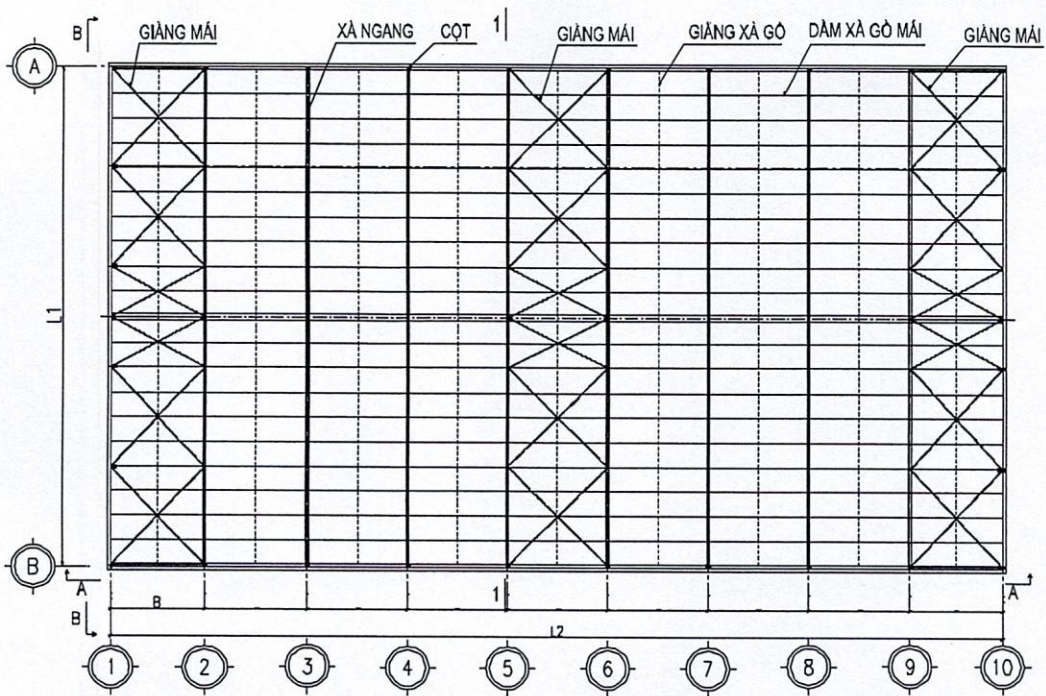 B
1
GIẰNG MÁI
XÀ NGANG
CỘT
GIẰNG MÁI
GIẰNG XÀ GỒ
DẦM XÀ GỒ MÁI
GIẰNG MÁI
A
L1
B
A
B
1
A
B
L2
1
2
3
4
5
6
7
8
9
10